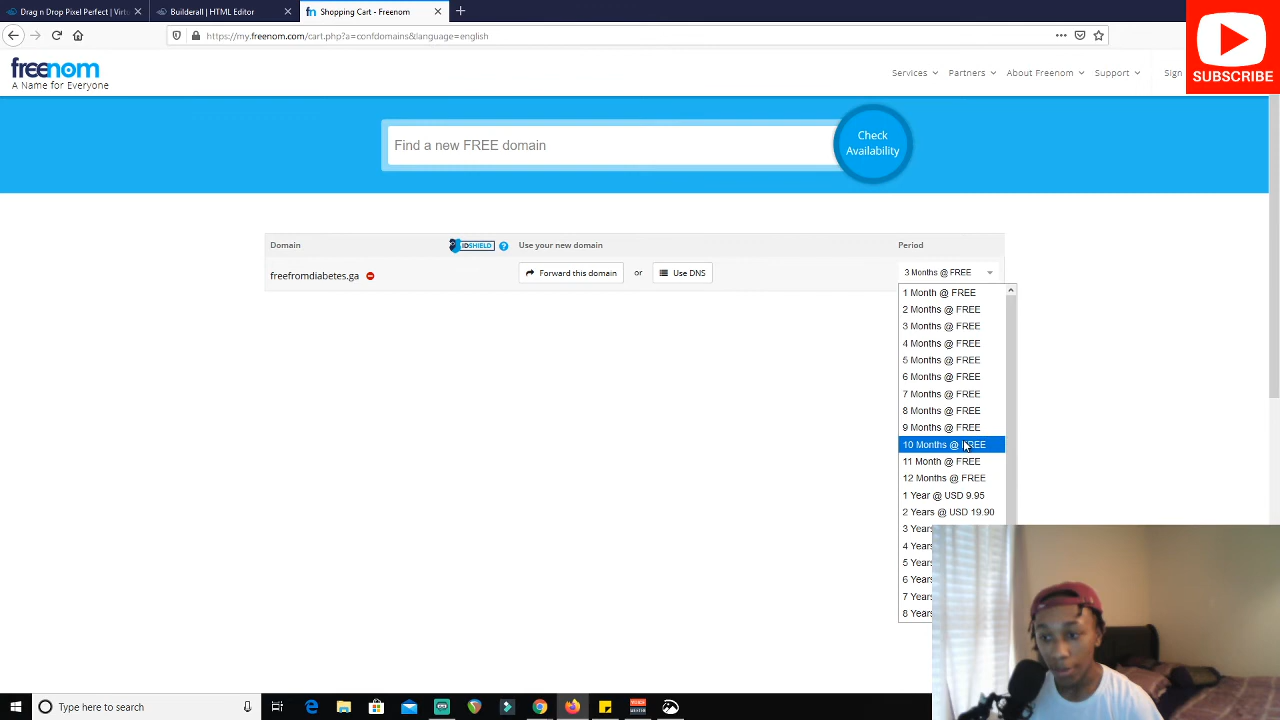 Drag n Drop Pixel Perfect | Virtu
Builderall | HTML Editor
Shopping Cart - Freenom
https://my.freenom.com/cart.php?a=confdomains&language=english
freenom
A Name for Everyone
Services
Partners
About Freenom
Support
Sign
SUBSCRIBE
Find a new FREE domain
Check
Availability
Domain
IDSHIELD
Use your new domain
Period
freefromdiabetes.ga
Forward this domain
or
Use DNS
3 Months @ FREE
1 Month @ FREE
2 Months @ FREE
3 Months @ FREE
4 Months @ FREE
5 Months @ FREE
6 Months @ FREE
7 Months @ FREE
8 Months @ FREE
9 Months @ FREE
10 Months @ FREE
11 Month @ FREE
12 Months @ FREE
1 Year @ USD 9.95
2 Years @ USD 19.90
3 Years
4 Years
5 Years
6 Years
7 Years
8 Years
Type here to search